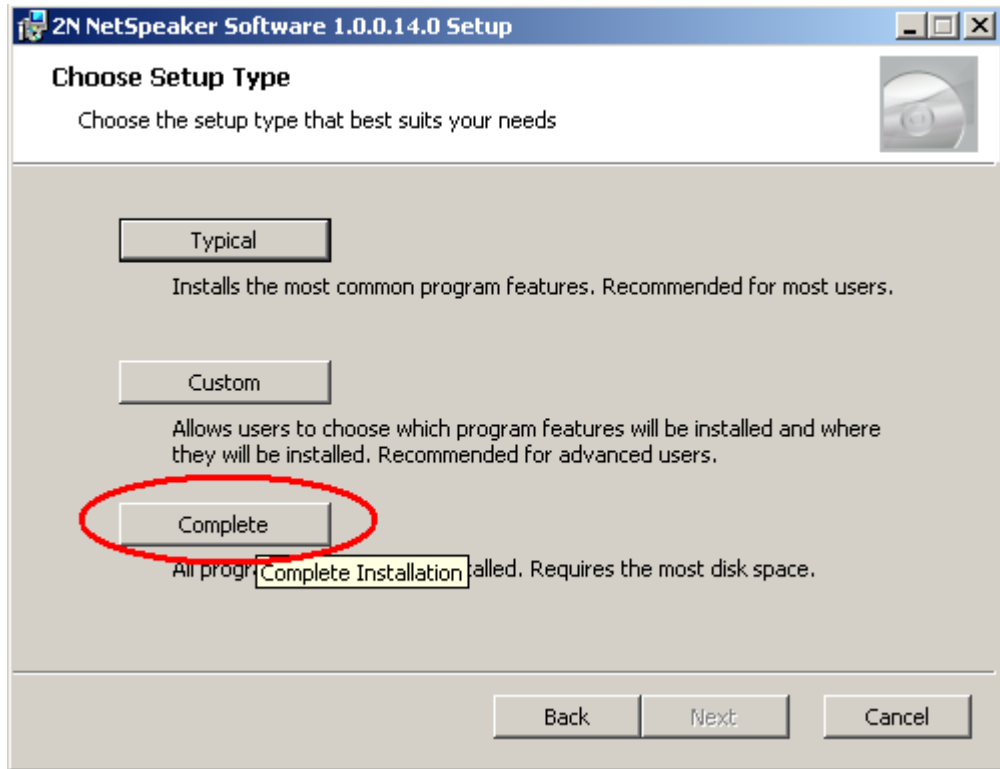 2N NetSpeaker Software 1.0.0.14.0 Setup
Choose Setup Type
Choose the setup type that best suits your needs
Typical
Installs the most common program features. Recommended for most users.
Custom
Allows users to choose which program features will be installed and where
they will be installed. Recommended for advanced users.
Complete
All progr Complete Installation alled. Requires the most disk space.
Back
Next
Cancel